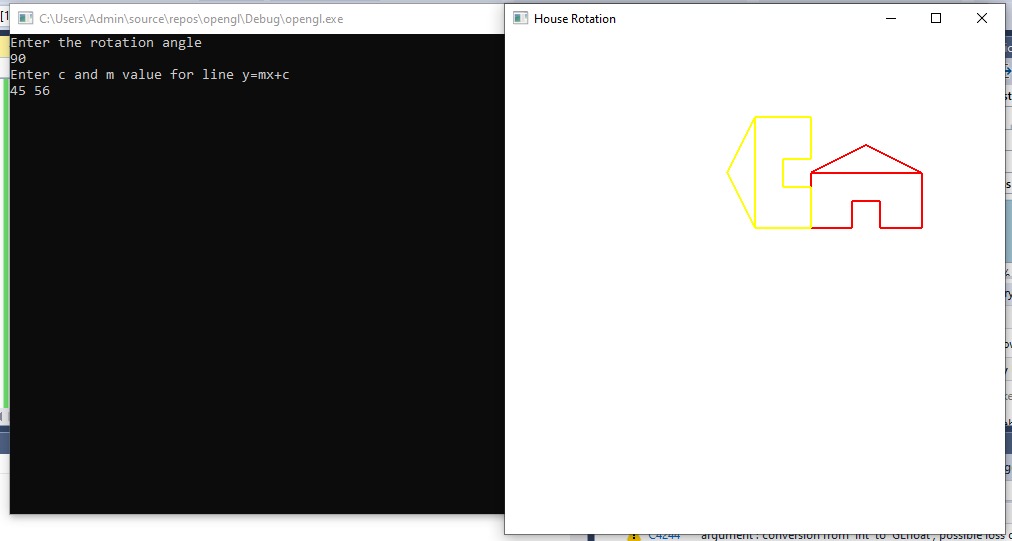 C:\Users\Admin\source\repos\opengl\Debug\opengl.exe
Enter the rotation angle
90
Enter c and m value for line y=mx+c
45 56
House Rotation
C4244 'argument': conversion from 'int' to 'GLfloat', possible loss